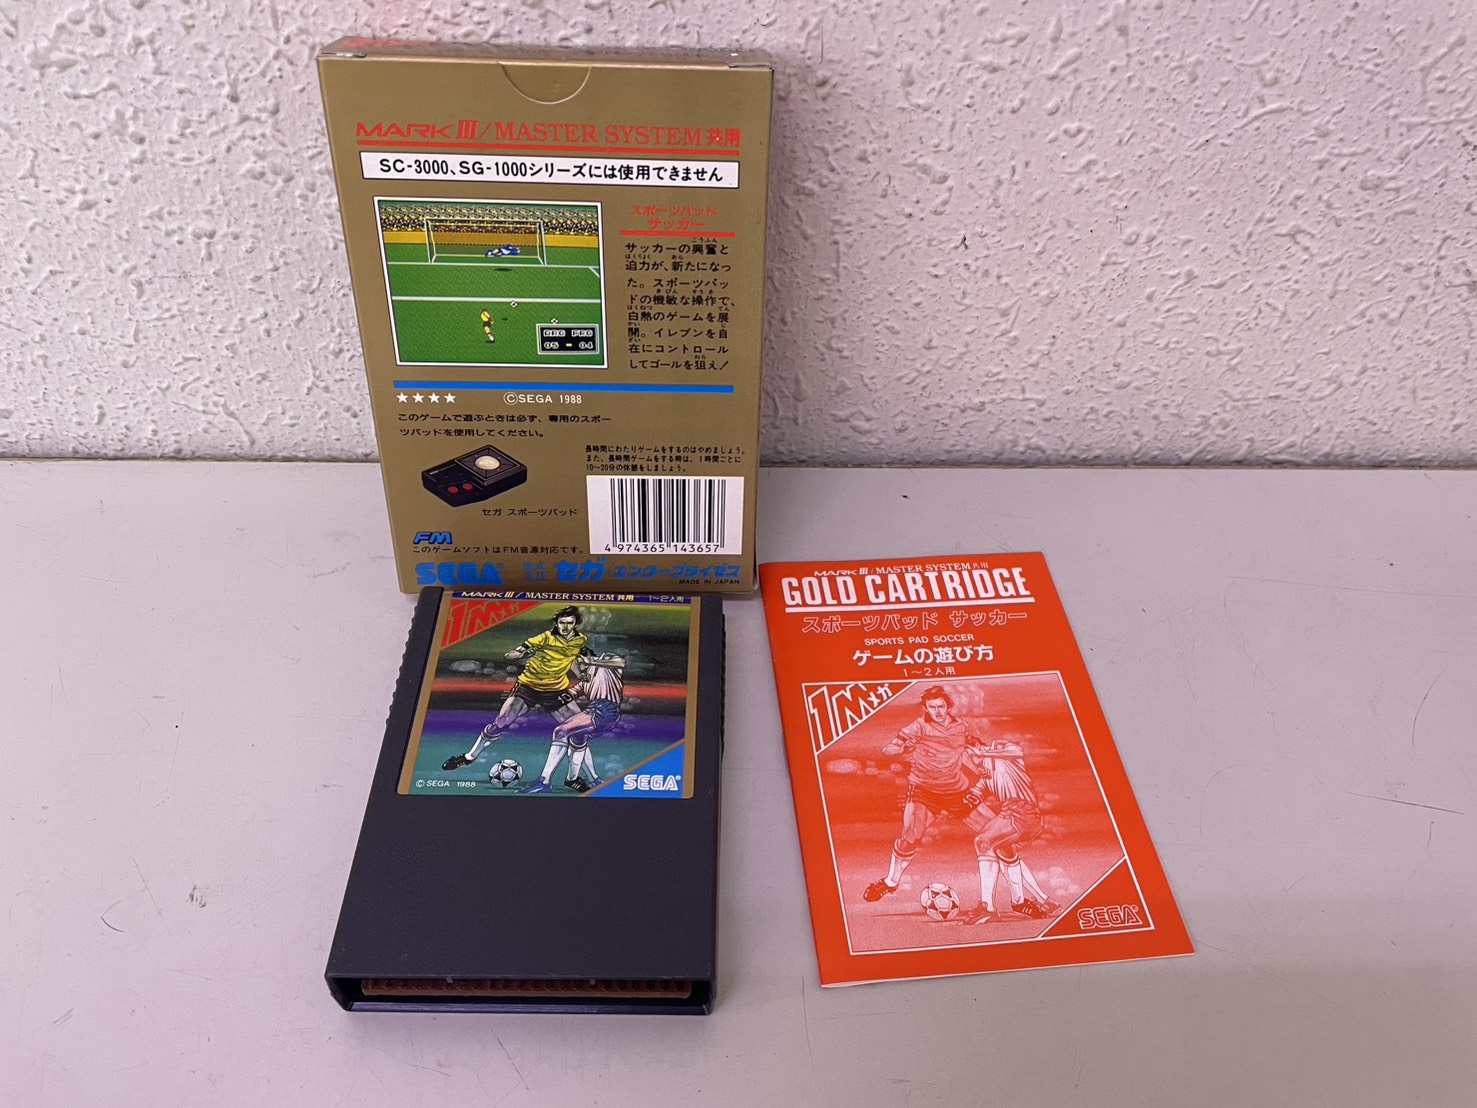 MARK III/MASTER SYSTEM 共用
SC-3000、SG-1000シリーズには使用できません
スポーツパッド
サッカー
サッカーの興奮と
迫力が、新たになっ
た。スポーツパッ
ドの機敏な操作で、
白熱のゲームを展
開。イレブンを自
在にコントロール
してゴールを狙え!
GRG FRG
05 - 04
★★★★
©SEGA 1988
このゲームで遊ぶときは必ず、専用のスポー
ツパッドを使用してください。
長時間にわたりゲームをするのはやめましょう。
また、長時間ゲームをする時は、1時間ごとに
10〜20分の休憩をしましょう。
セガ スポーツパッド
FM
このゲームソフトはFM音源対応です。
4 974365 143657
SEGA® セガ エンタープライゼス
MADE IN JAPAN
MARK III/MASTER SYSTEM 共用 1〜2人用
1Mメガ
10
©SEGA 1988
SEGA®
MARK III/MASTER SYSTEM 共用
GOLD CARTRIDGE
スポーツパッド サッカー
SPORTS PAD SOCCER
ゲームの遊び方
1〜2人用
1Mメガ
10
SEGA®